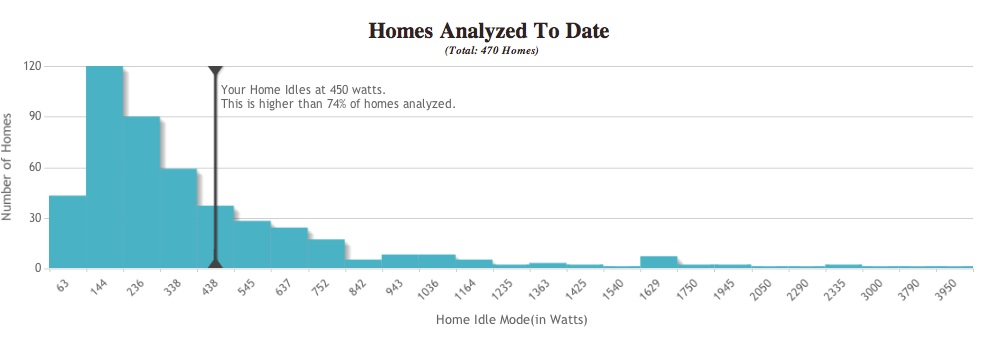 Homes Analyzed To Date
(Total: 470 Homes)
120
90
60
30
0
Number of Homes
Your Home Idles at 450 watts.
This is higher than 74% of homes analyzed.
63 144 236 338 438 545 637 752 842 943 1036 1164 1235 1363 1425 1540 1629 1750 1945 2050 2290 2335 3000 3790 3950
Home Idle Mode(in Watts)